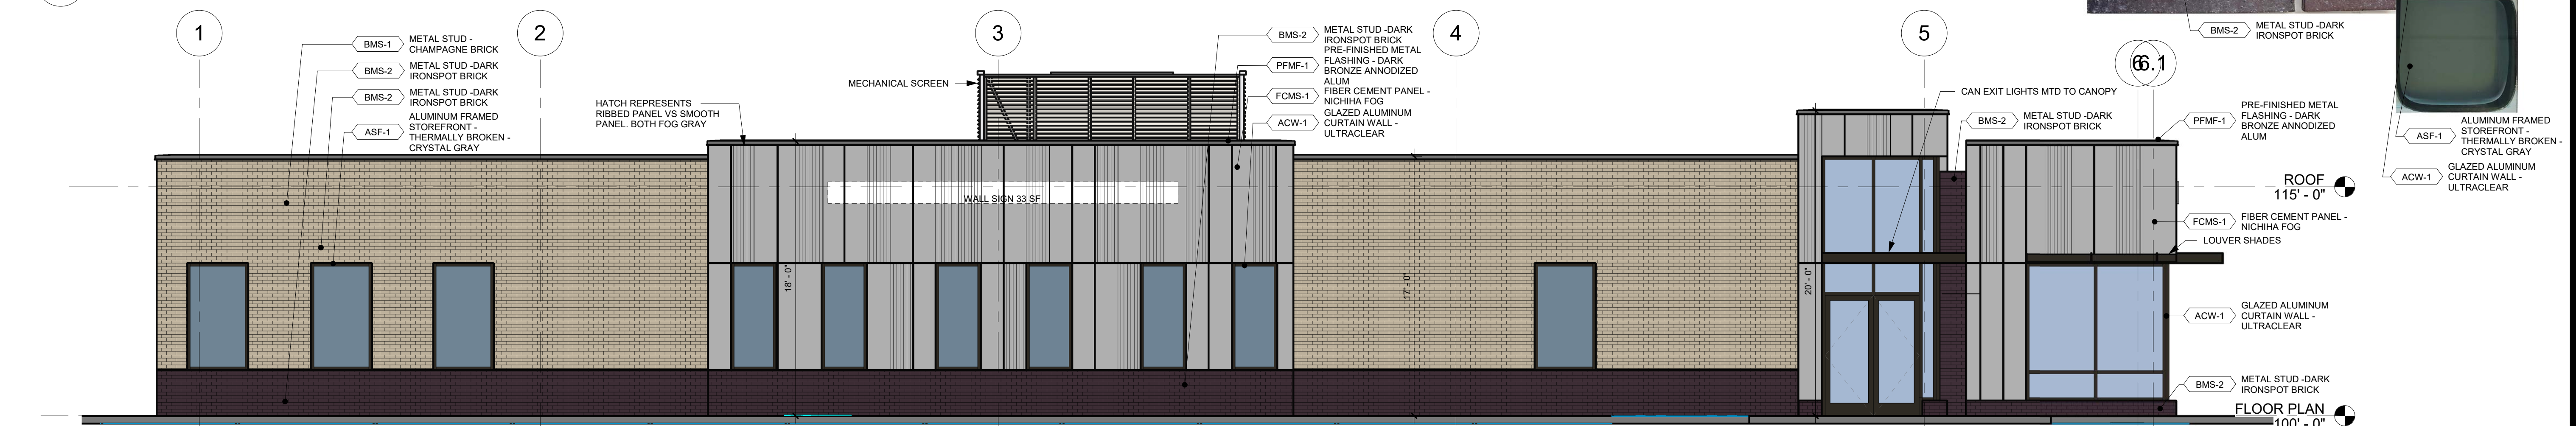 1
2
3
4
5
6
6.1
BMS-1
METAL STUD -
CHAMPAGNE BRICK
BMS-2
METAL STUD -DARK
IRONSPOT BRICK
BMS-2
METAL STUD -DARK
IRONSPOT BRICK
ASF-1
ALUMINUM FRAMED
STOREFRONT -
THERMALLY BROKEN -
CRYSTAL GRAY
HATCH REPRESENTS
RIBBED PANEL VS SMOOTH
PANEL. BOTH FOG GRAY
MECHANICAL SCREEN
BMS-2
METAL STUD -DARK
IRONSPOT BRICK
PFMF-1
PRE-FINISHED METAL
FLASHING - DARK
BRONZE ANNODIZED
ALUM
FCMS-1
FIBER CEMENT PANEL -
NICHIHA FOG
ACW-1
GLAZED ALUMINUM
CURTAIN WALL -
ULTRACLEAR
WALL SIGN 33 SF
18' - 0"
17' - 0"
20' - 0"
CAN EXIT LIGHTS MTD TO CANOPY
BMS-2
METAL STUD -DARK
IRONSPOT BRICK
PFMF-1
PRE-FINISHED METAL
FLASHING - DARK
BRONZE ANNODIZED
ALUM
ROOF
115' - 0"
FCMS-1
FIBER CEMENT PANEL -
NICHIHA FOG
LOUVER SHADES
ACW-1
GLAZED ALUMINUM
CURTAIN WALL -
ULTRACLEAR
BMS-2
METAL STUD -DARK
IRONSPOT BRICK
FLOOR PLAN
100' - 0"
BMS-2
METAL STUD -DARK
IRONSPOT BRICK
ASF-1
ALUMINUM FRAMED
STOREFRONT -
THERMALLY BROKEN -
CRYSTAL GRAY
ACW-1
GLAZED ALUMINUM
CURTAIN WALL -
ULTRACLEAR